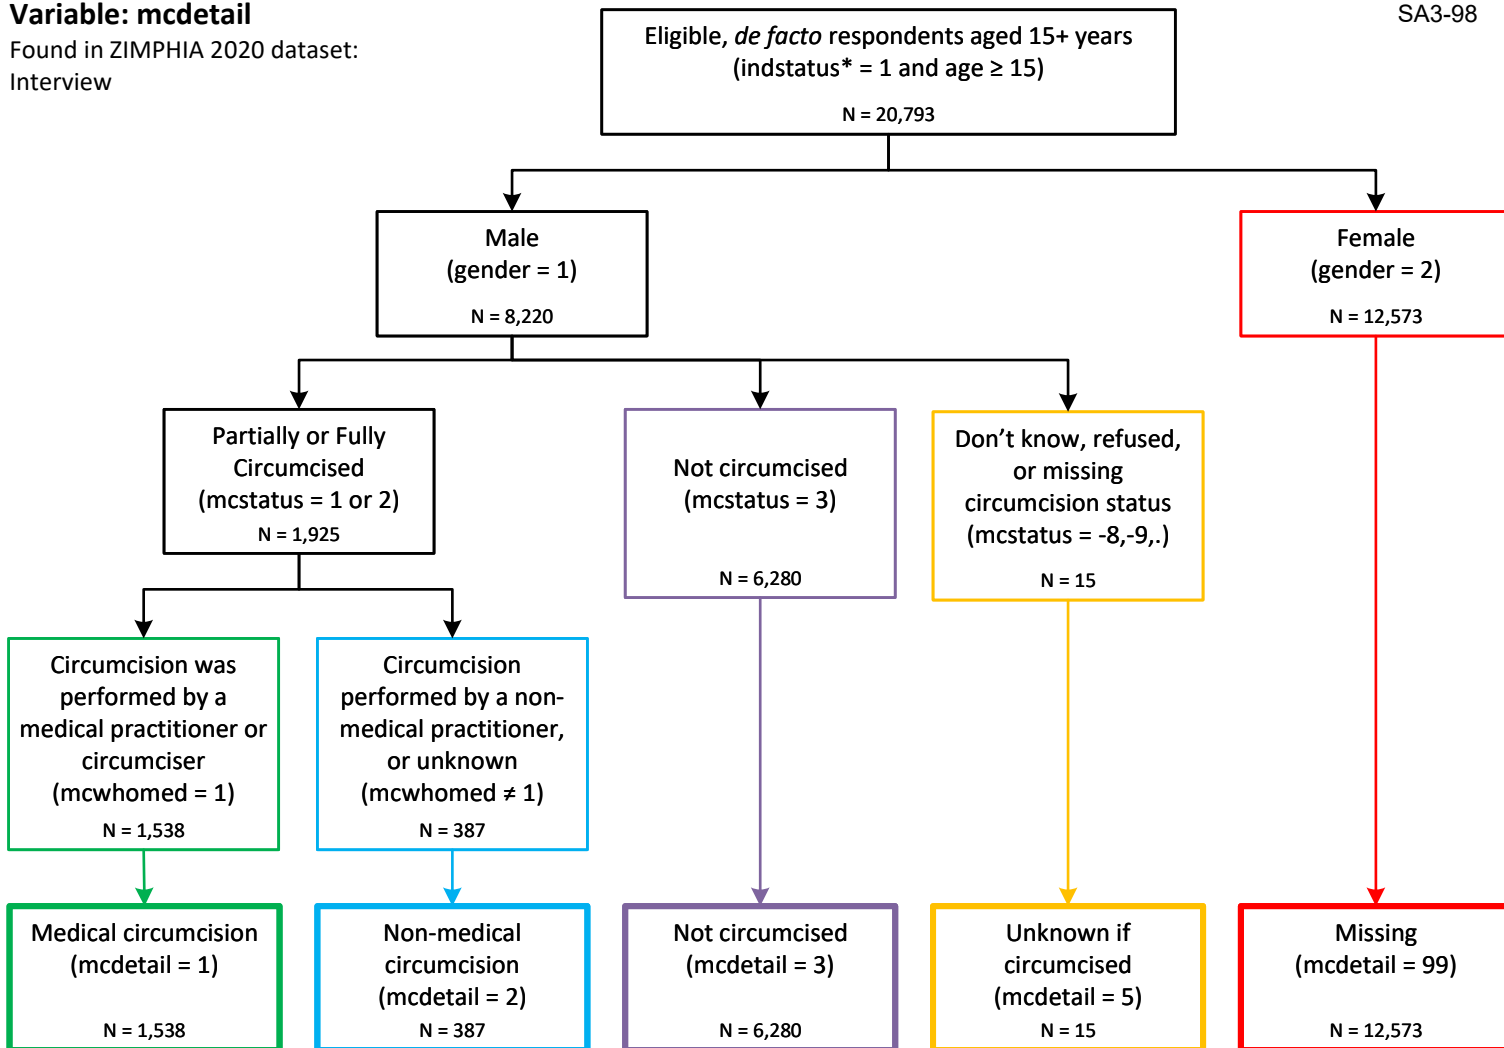 Variable: mcdetail
Found in ZIMPHIA 2020 dataset:
Interview
SA3-98
Eligible, de facto respondents aged 15+ years
(indstatus* = 1 and age ≥ 15)
N = 20,793
Male
(gender = 1)
N = 8,220
Female
(gender = 2)
N = 12,573
Partially or Fully
Circumcised
(mcstatus = 1 or 2)
N = 1,925
Not circumcised
(mcstatus = 3)
N = 6,280
Don't know, refused,
or missing
circumcision status
(mcstatus = -8,-9,.)
N = 15
Circumcision was
performed by a
medical practitioner or
circumciser
(mcwhomed = 1)
N = 1,538
Circumcision
performed by a non-
medical practitioner,
or unknown
(mcwhomed ≠ 1)
N = 387
Medical circumcision
(mcdetail = 1)
N = 1,538
Non-medical
circumcision
(mcdetail = 2)
N = 387
Not circumcised
(mcdetail = 3)
N = 6,280
Unknown if
circumcised
(mcdetail = 5)
N = 15
Missing
(mcdetail = 99)
N = 12,573